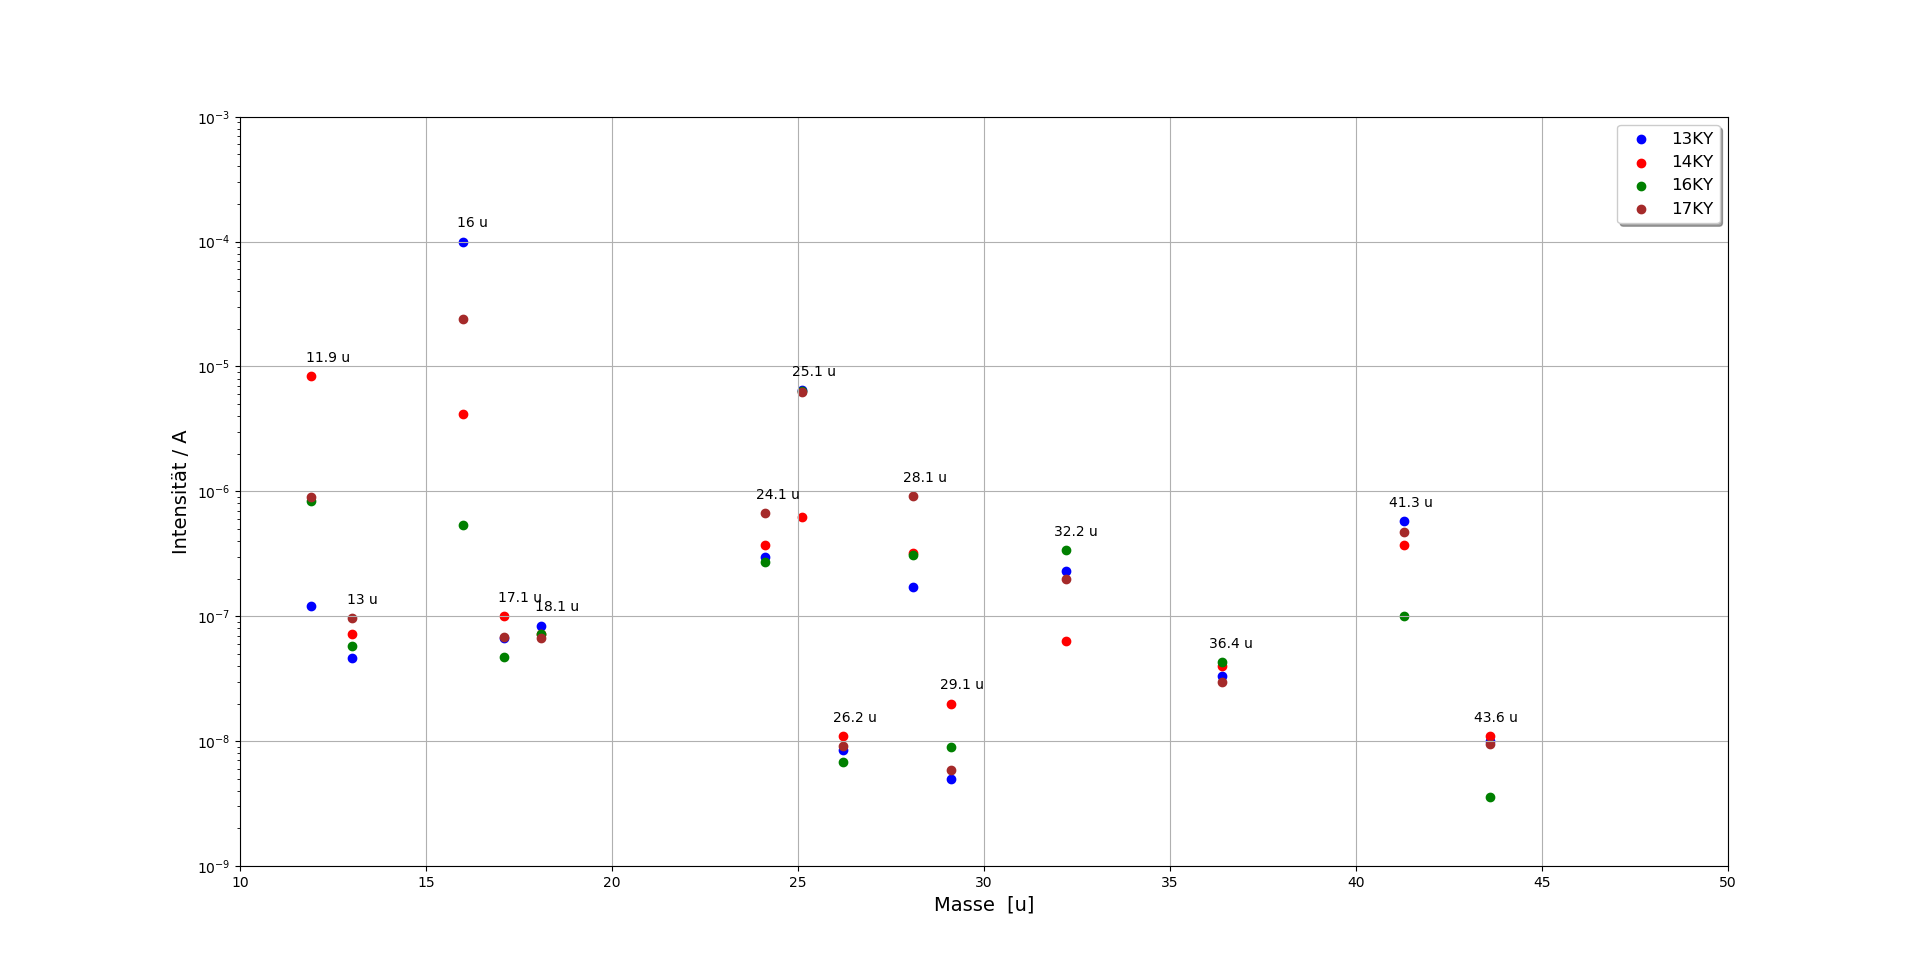 10⁻³
10⁻⁴
10⁻⁵
10⁻⁶
10⁻⁷
10⁻⁸
10⁻⁹
Intensität / A
13KY
14KY
16KY
17KY
16 u
11.9 u
25.1 u
28.1 u
24.1 u
41.3 u
32.2 u
17.1 u
13 u
18.1 u
36.4 u
29.1 u
26.2 u
43.6 u
10 15 20 25 30 35 40 45 50
Masse [u]